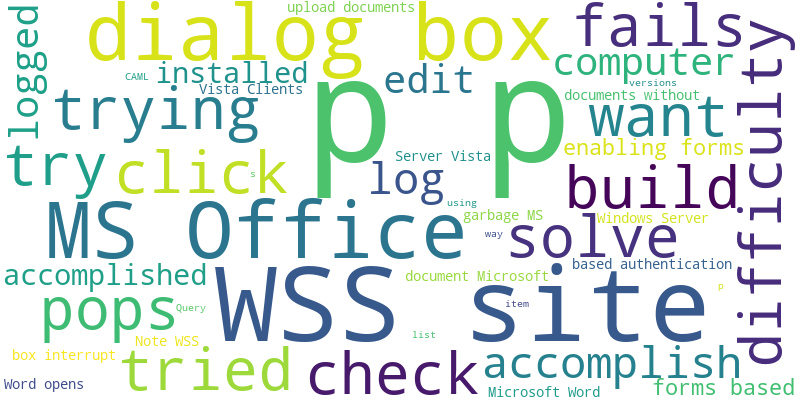 upload documents
logged
dialog box
fails
difficulty
CAML
installed
Vista Clients
edit
computer
versions
documents without
trying
p p
want
Server Vista
enabling forms
try
click
s
log
build
using
garbage MS
Windows Server
MS Office
way
solve
accomplished
document Microsoft
based authentication
WSS site
pops
Query
item
p
list
Note WSS
box interrupt
tried
check
accomplish
Word opens
Microsoft Word
forms based